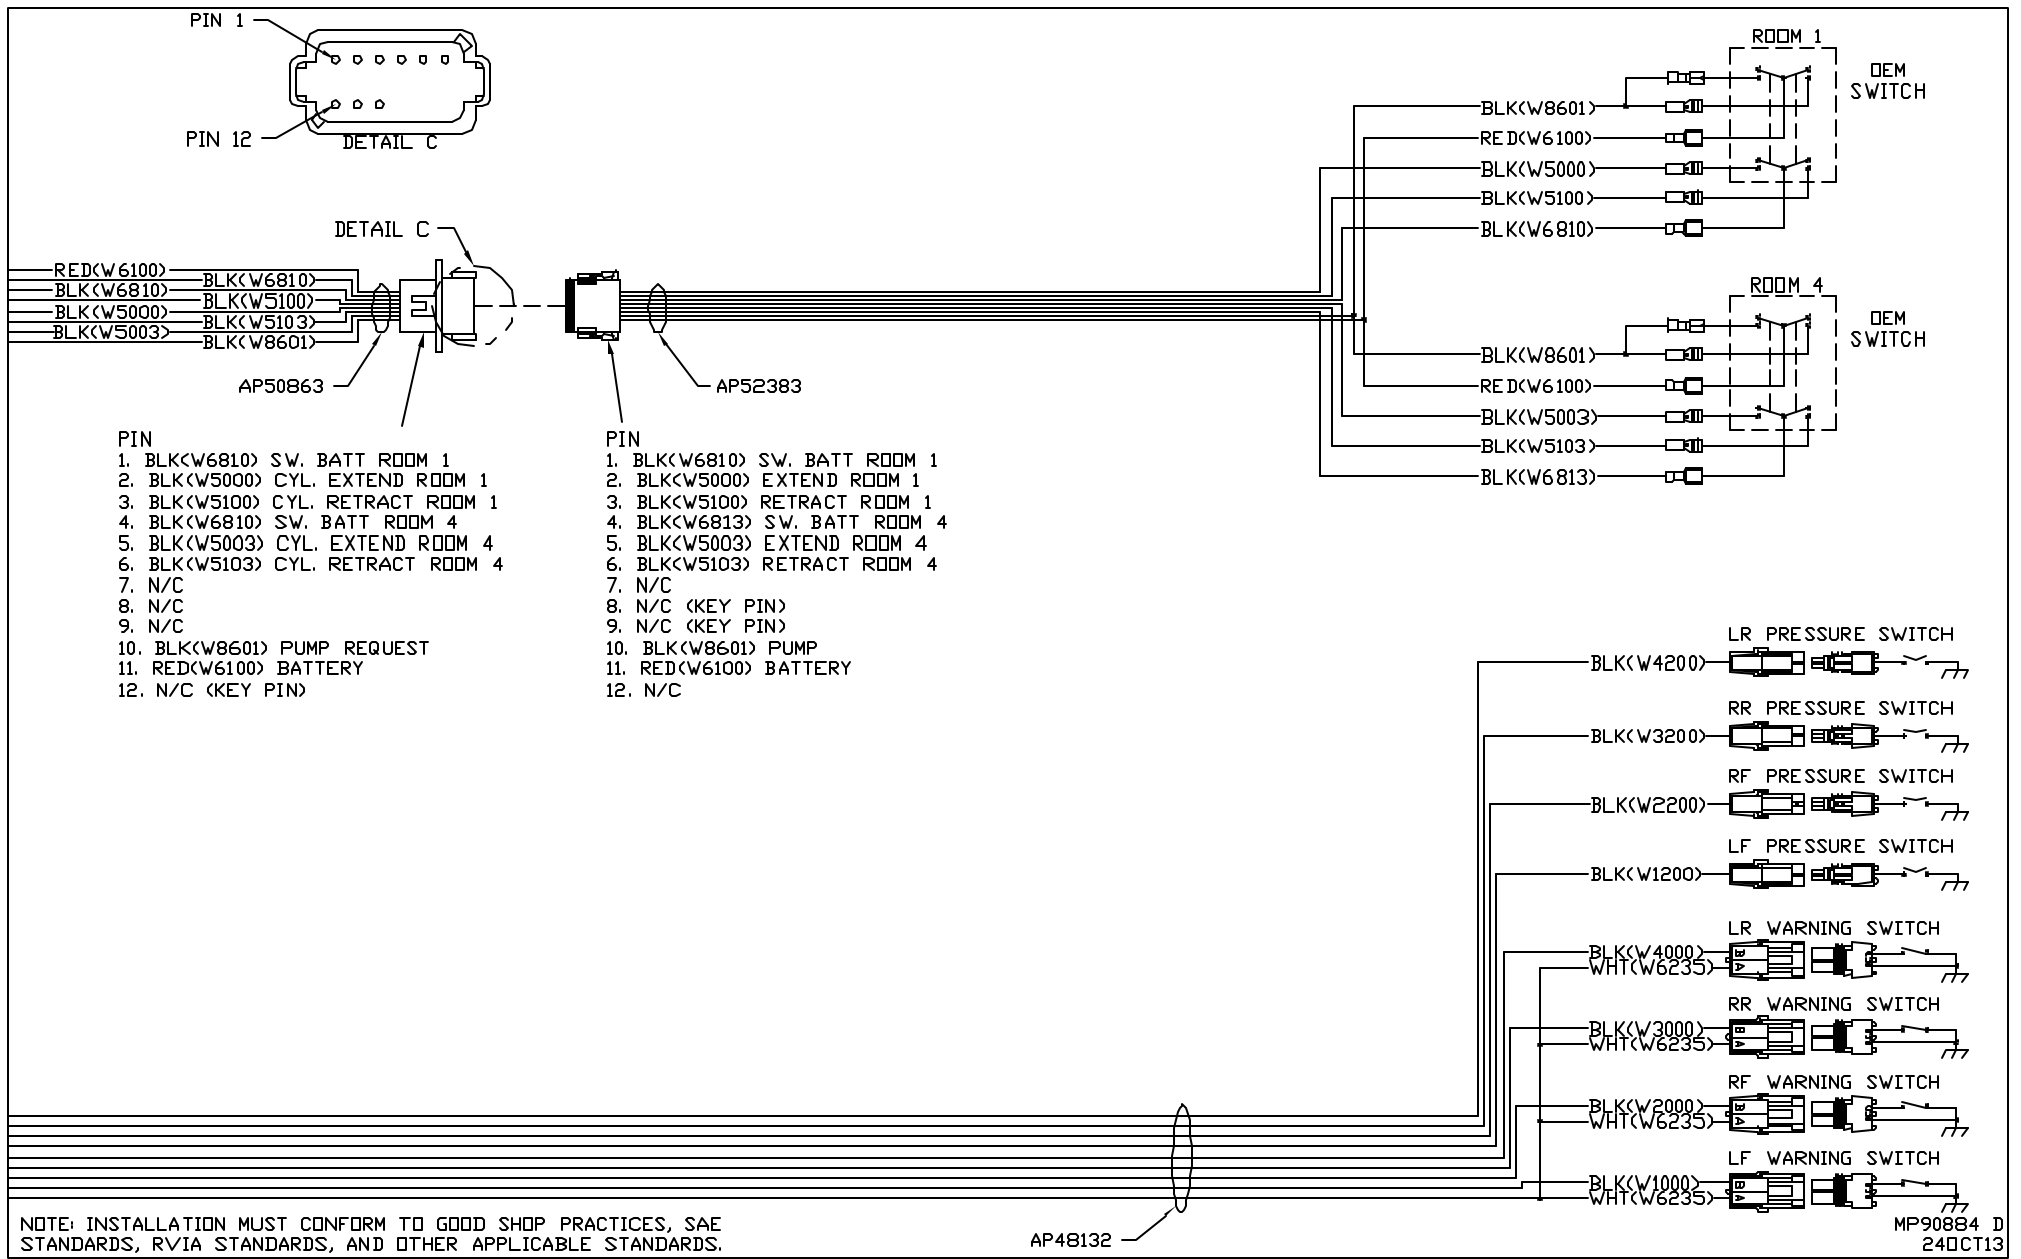 PIN 1
PIN 12
DETAIL C
ROOM 1
OEM
SWITCH
BLK(W8601)
RED(W6100)
BLK(W5000)
BLK(W5100)
BLK(W6810)
DETAIL C
RED(W6100)
BLK(W6810)
BLK(W6810)
BLK(W5100)
BLK(W5000)
BLK(W5103)
BLK(W5003)
BLK(W8601)
AP50863
AP52383
ROOM 4
OEM
SWITCH
BLK(W8601)
RED(W6100)
BLK(W5003)
BLK(W5103)
BLK(W6813)
PIN
1. BLK(W6810) SW. BATT ROOM 1
2. BLK(W5000) CYL. EXTEND ROOM 1
3. BLK(W5100) CYL. RETRACT ROOM 1
4. BLK(W6810) SW. BATT ROOM 4
5. BLK(W5003) CYL. EXTEND ROOM 4
6. BLK(W5103) CYL. RETRACT ROOM 4
7. N/C
8. N/C
9. N/C
10. BLK(W8601) PUMP REQUEST
11. RED(W6100) BATTERY
12. N/C (KEY PIN)
PIN
1. BLK(W6810) SW. BATT ROOM 1
2. BLK(W5000) EXTEND ROOM 1
3. BLK(W5100) RETRACT ROOM 1
4. BLK(W6813) SW. BATT ROOM 4
5. BLK(W5003) EXTEND ROOM 4
6. BLK(W5103) RETRACT ROOM 4
7. N/C
8. N/C (KEY PIN)
9. N/C (KEY PIN)
10. BLK(W8601) PUMP
11. RED(W6100) BATTERY
12. N/C
LR PRESSURE SWITCH
BLK(W4200)
RR PRESSURE SWITCH
BLK(W3200)
RF PRESSURE SWITCH
BLK(W2200)
LF PRESSURE SWITCH
BLK(W1200)
LR WARNING SWITCH
BLK(W4000)
WHT(W6235)
B
A
RR WARNING SWITCH
BLK(W3000)
WHT(W6235)
B
A
RF WARNING SWITCH
BLK(W2000)
WHT(W6235)
B
A
LF WARNING SWITCH
BLK(W1000)
WHT(W6235)
B
A
AP48132
NOTE: INSTALLATION MUST CONFORM TO GOOD SHOP PRACTICES, SAE
STANDARDS, RVIA STANDARDS, AND OTHER APPLICABLE STANDARDS.
MP90884 D
24OCT13